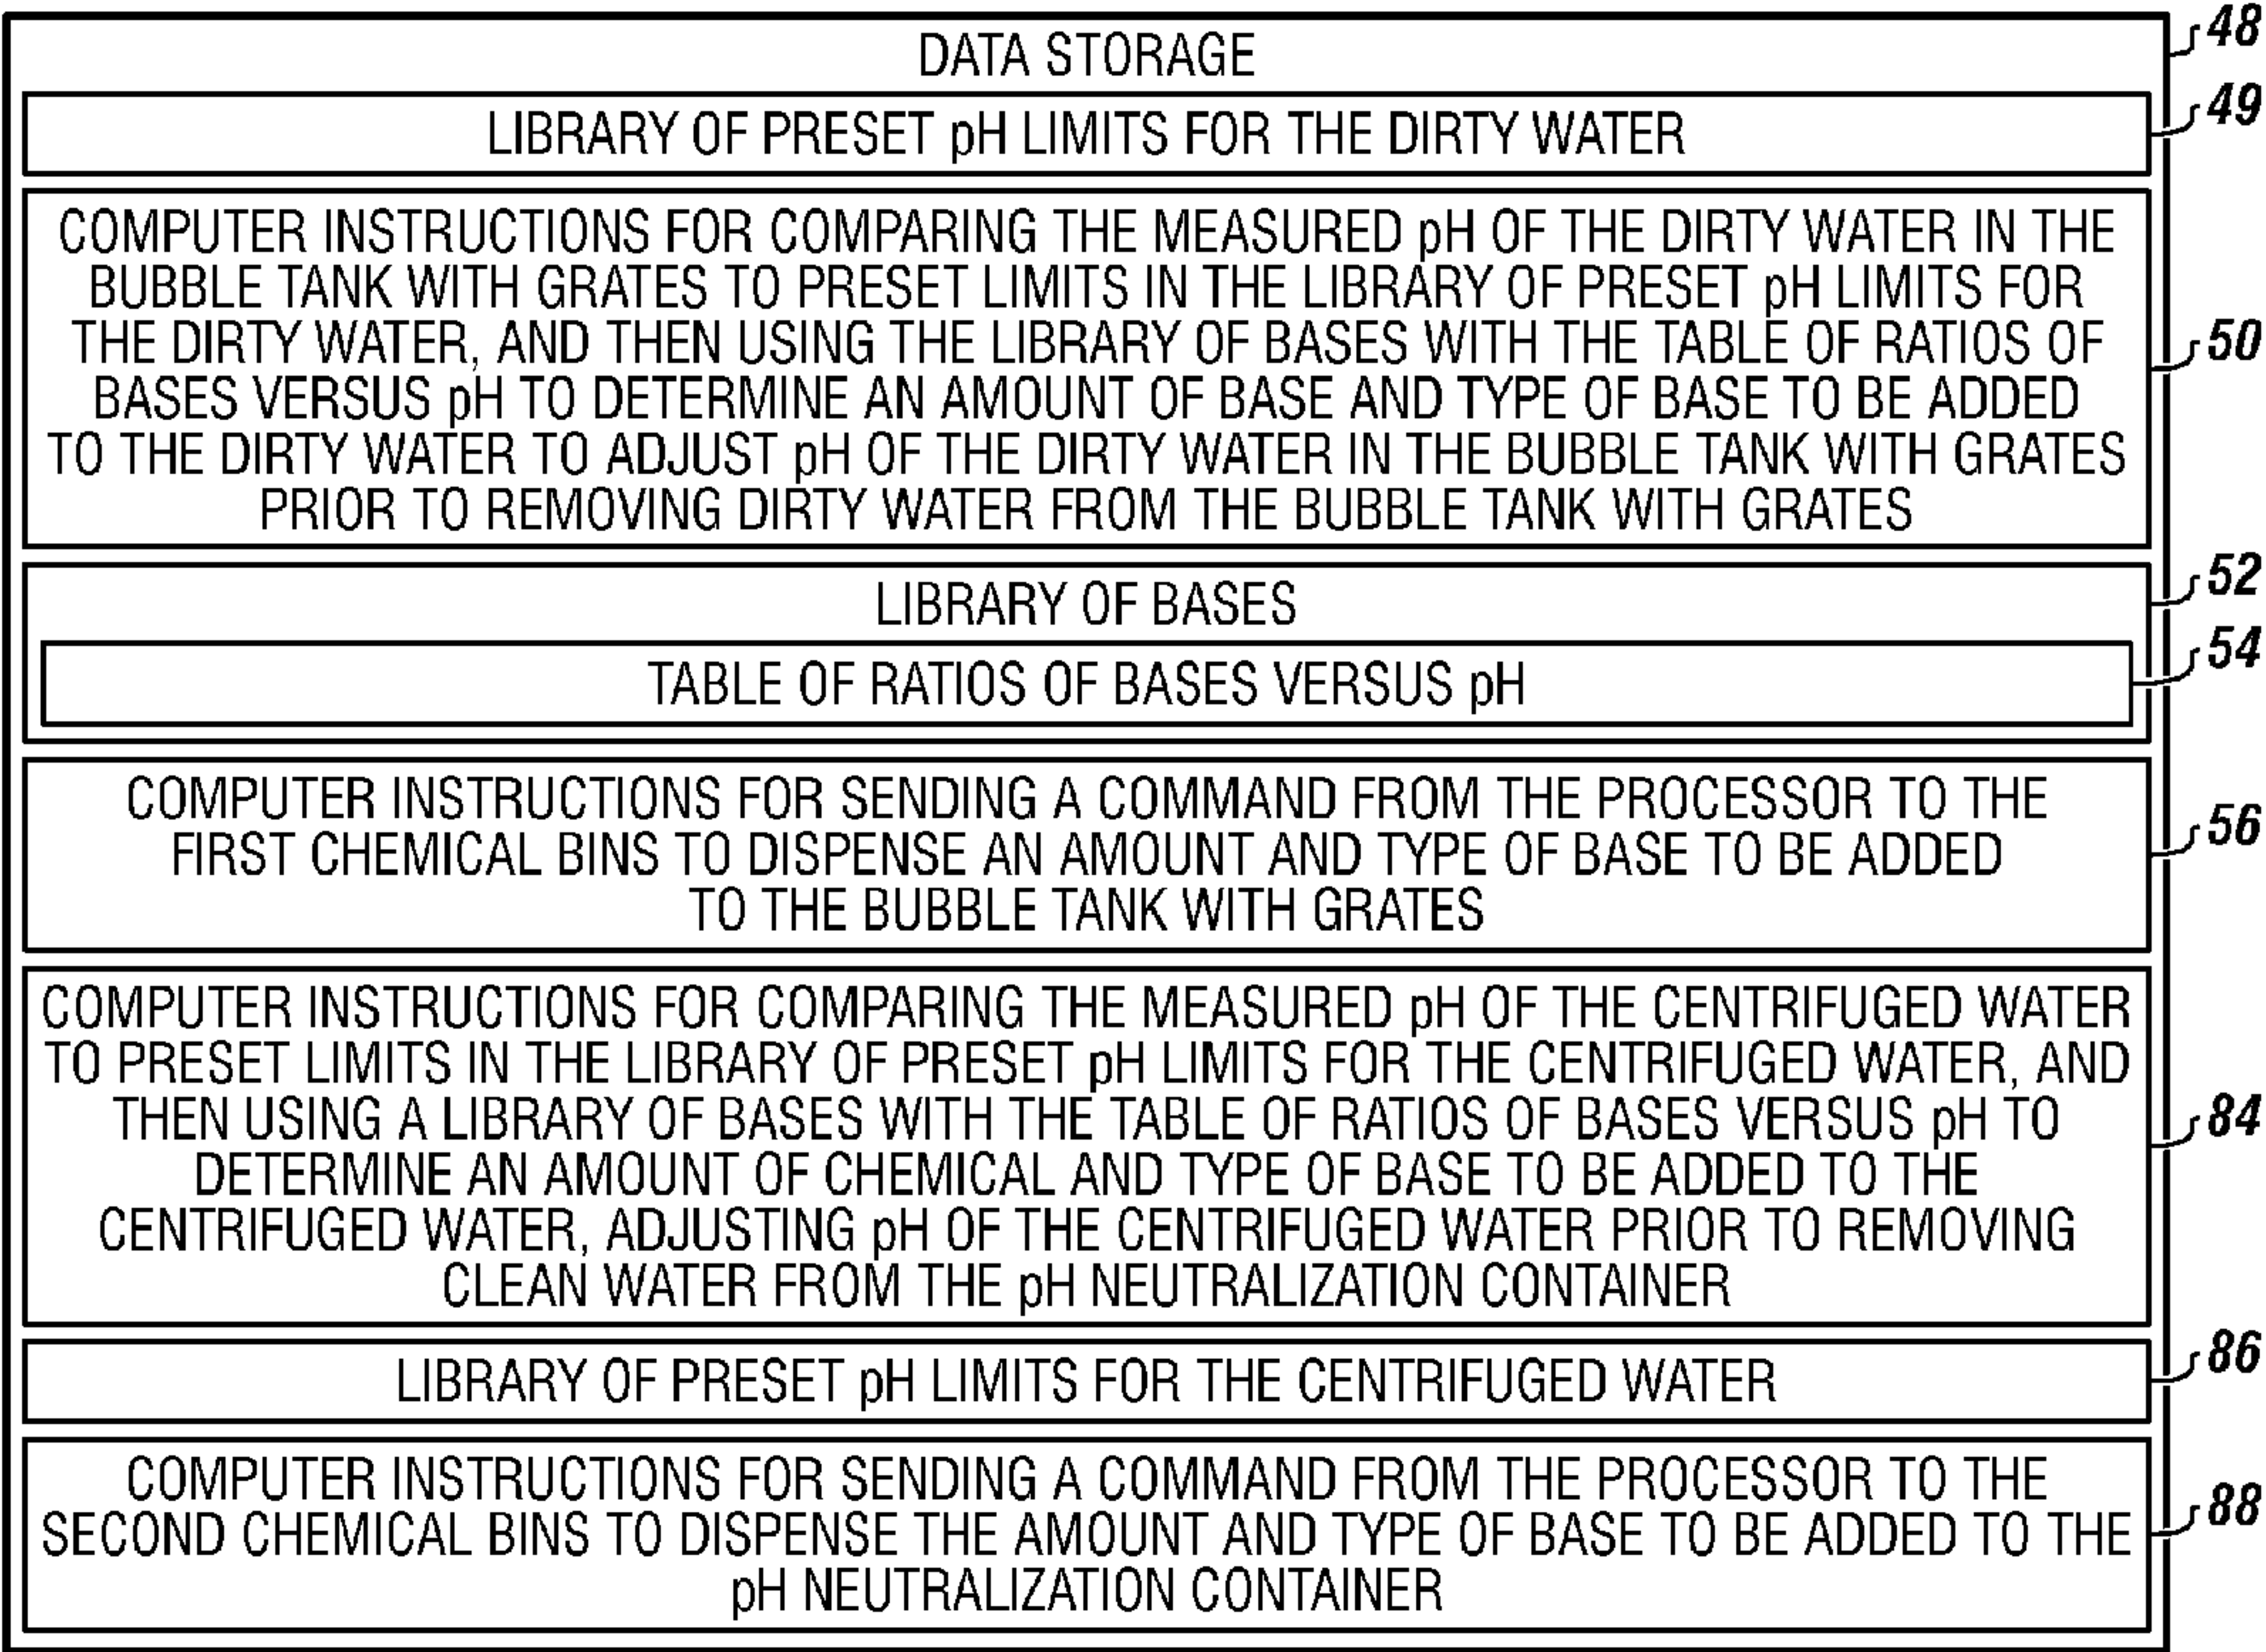 DATA STORAGE
48
LIBRARY OF PRESET pH LIMITS FOR THE DIRTY WATER
49
COMPUTER INSTRUCTIONS FOR COMPARING THE MEASURED pH OF THE DIRTY WATER IN THE
BUBBLE TANK WITH GRATES TO PRESET LIMITS IN THE LIBRARY OF PRESET pH LIMITS FOR
THE DIRTY WATER, AND THEN USING THE LIBRARY OF BASES WITH THE TABLE OF RATIOS OF
BASES VERSUS pH TO DETERMINE AN AMOUNT OF BASE AND TYPE OF BASE TO BE ADDED
TO THE DIRTY WATER TO ADJUST pH OF THE DIRTY WATER IN THE BUBBLE TANK WITH GRATES
PRIOR TO REMOVING DIRTY WATER FROM THE BUBBLE TANK WITH GRATES
50
LIBRARY OF BASES
52
TABLE OF RATIOS OF BASES VERSUS pH
54
COMPUTER INSTRUCTIONS FOR SENDING A COMMAND FROM THE PROCESSOR TO THE
FIRST CHEMICAL BINS TO DISPENSE AN AMOUNT AND TYPE OF BASE TO BE ADDED
TO THE BUBBLE TANK WITH GRATES
56
COMPUTER INSTRUCTIONS FOR COMPARING THE MEASURED pH OF THE CENTRIFUGED WATER
TO PRESET LIMITS IN THE LIBRARY OF PRESET pH LIMITS FOR THE CENTRIFUGED WATER, AND
THEN USING A LIBRARY OF BASES WITH THE TABLE OF RATIOS OF BASES VERSUS pH TO
DETERMINE AN AMOUNT OF CHEMICAL AND TYPE OF BASE TO BE ADDED TO THE
CENTRIFUGED WATER, ADJUSTING pH OF THE CENTRIFUGED WATER PRIOR TO REMOVING
CLEAN WATER FROM THE pH NEUTRALIZATION CONTAINER
84
LIBRARY OF PRESET pH LIMITS FOR THE CENTRIFUGED WATER
86
COMPUTER INSTRUCTIONS FOR SENDING A COMMAND FROM THE PROCESSOR TO THE
SECOND CHEMICAL BINS TO DISPENSE THE AMOUNT AND TYPE OF BASE TO BE ADDED TO THE
pH NEUTRALIZATION CONTAINER
88